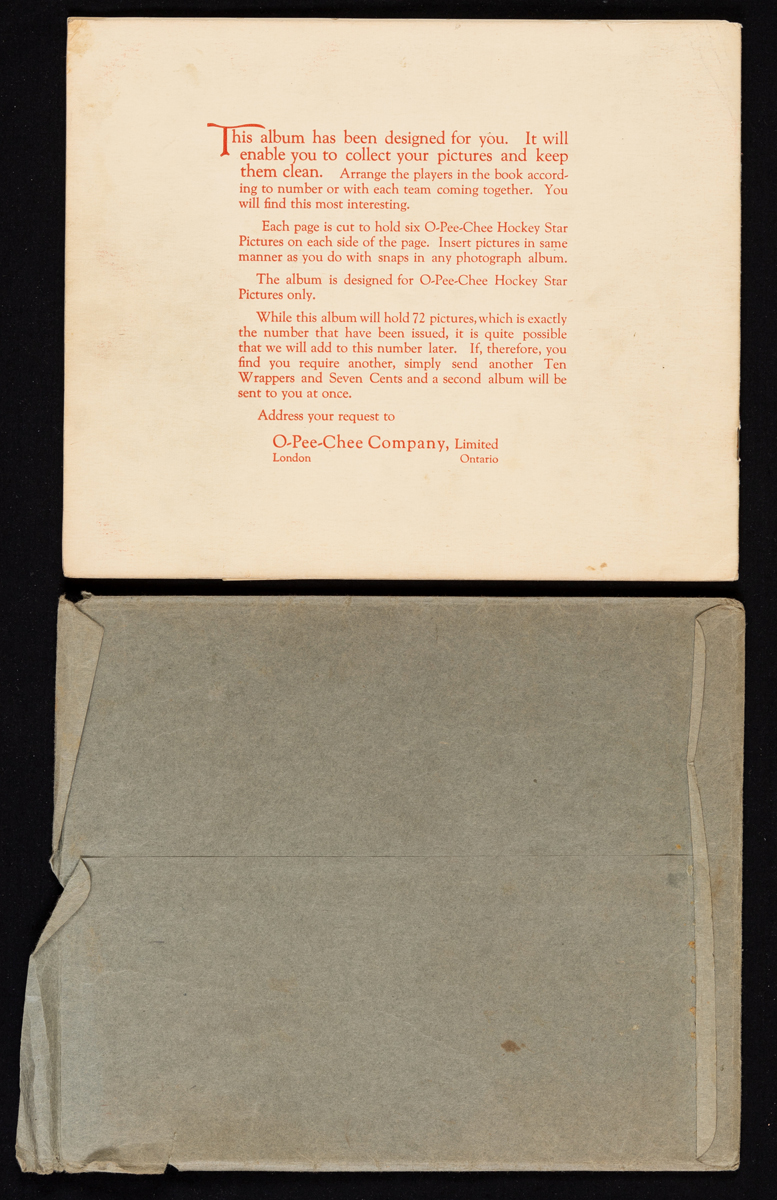 This album has been designed for you. It will
enable you to collect your pictures and keep
them clean. Arrange the players in the book accord-
ing to number or with each team coming together. You
will find this most interesting.
Each page is cut to hold six O-Pee-Chee Hockey Star
Pictures on each side of the page. Insert pictures in same
manner as you do with snaps in any photograph album.
The album is designed for O-Pee-Chee Hockey Star
Pictures only.
While this album will hold 72 pictures, which is exactly
the number that have been issued, it is quite possible
that we will add to this number later. If, therefore, you
find you require another, simply send another Ten
Wrappers and Seven Cents and a second album will be
sent to you at once.
Address your request to
O-Pee-Chee Company, Limited
London Ontario